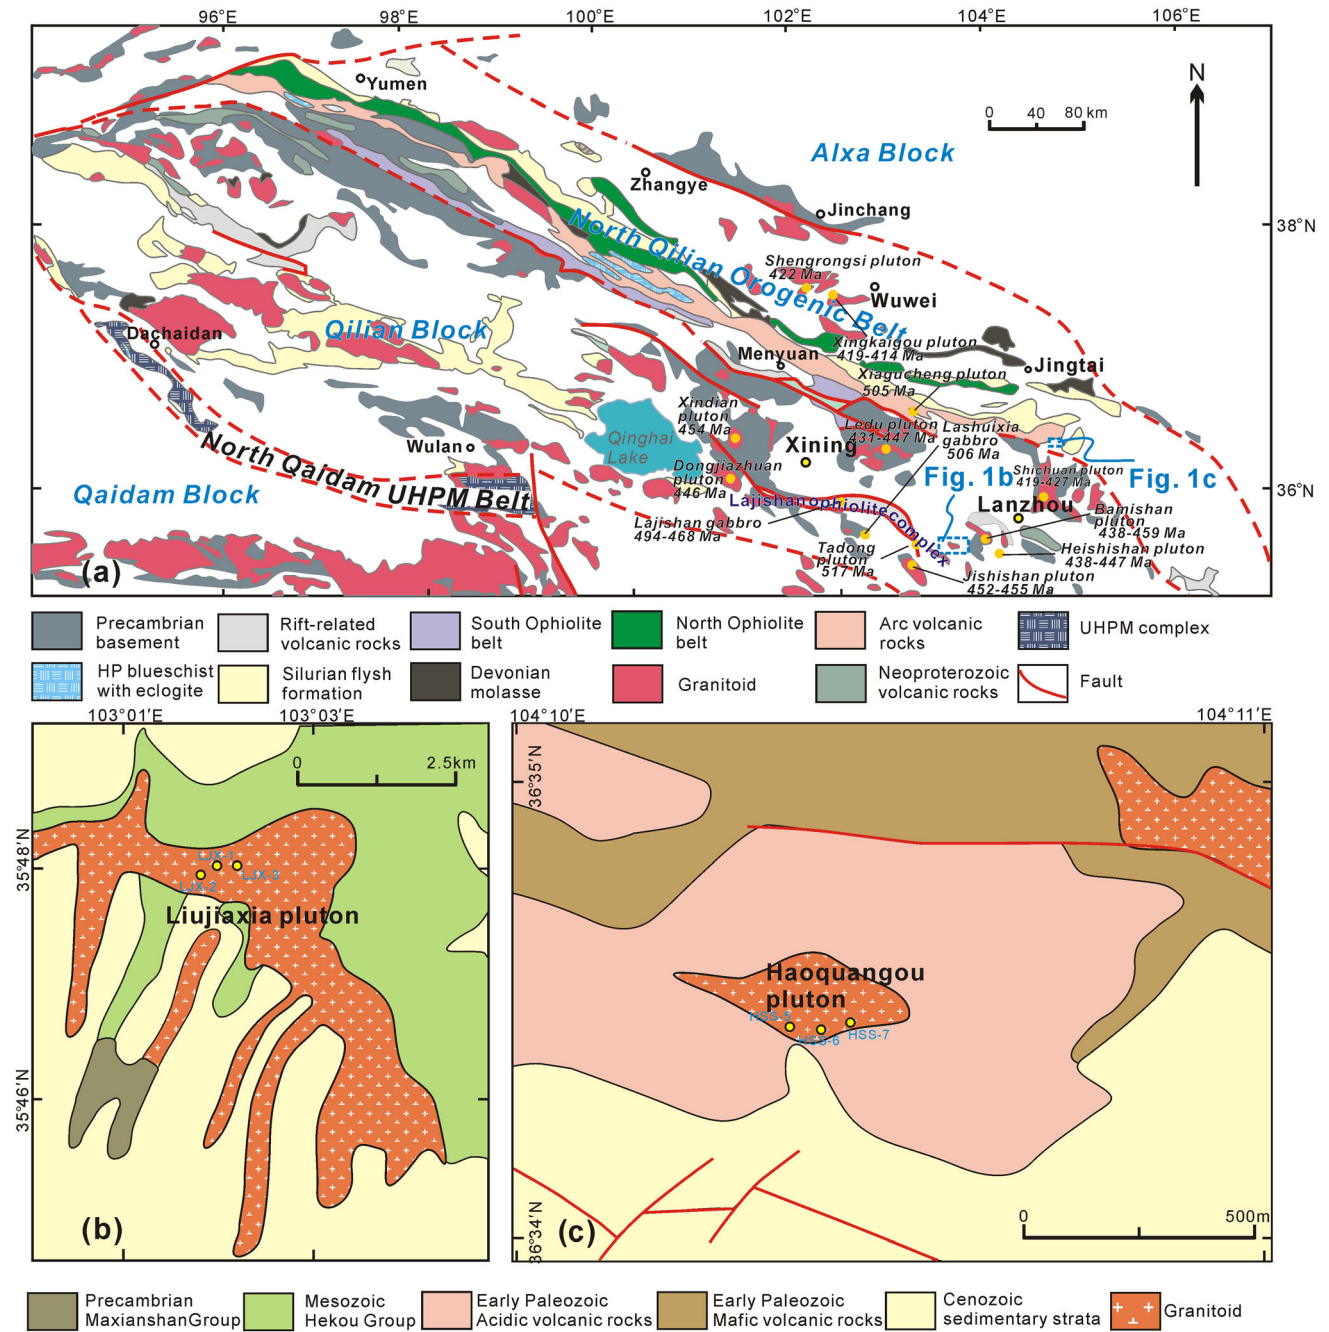 96°E 98°E 100°E 102°E 104°E 106°E
Yumen
N
0 40 80 km
Alxa Block
Zhangye
Jinchang
38°N
North Qilian Orogenic Belt
Shengrongsi pluton
422 Ma
Wuwei
Qilian Block
Dachaidan
Xingkaigou pluton
419-414 Ma
Menyuan
Jingtai
Xiagucheng pluton
505 Ma
Xindian
pluton
454 Ma
Ledu pluton
431-447 Ma
Lashuixia
gabbro
506 Ma
Qinghai
Lake
Wulan
Xining
North Qaidam UHPM Belt
Dongjiazhuan
pluton
446 Ma
Fig. 1b
Shichuan pluton
419-427 Ma
Fig. 1c
Qaidam Block
36°N
Lajishan ophiolite complex
Lanzhou
Lajishan gabbro
494-468 Ma
Bamishan
pluton
438-459 Ma
Tadong
pluton
517 Ma
Heishishan pluton
438-447 Ma
(a)
Jishishan pluton
452-455 Ma
Precambrian
basement
Rift-related
volcanic rocks
South Ophiolite
belt
North Ophiolite
belt
Arc volcanic
rocks
UHPM complex
HP blueschist
with eclogite
Silurian flysh
formation
Devonian
molasse
Granitoid
Neoproterozoic
volcanic rocks
Fault
103°01′E 103°03′E
0 2.5km
35°48′N
LJX-1
LJX-2
LJX-3
Liujiaxia pluton
35°46′N
(b)
104°10′E 104°11′E
36°35′N
Haoquangou
pluton
HSS-5
HSS-6
HSS-7
36°34′N
(c)
0 500m
Precambrian
MaxianshanGroup
Mesozoic
Hekou Group
Early Paleozoic
Acidic volcanic rocks
Early Paleozoic
Mafic volcanic rocks
Cenozoic
sedimentary strata
Granitoid